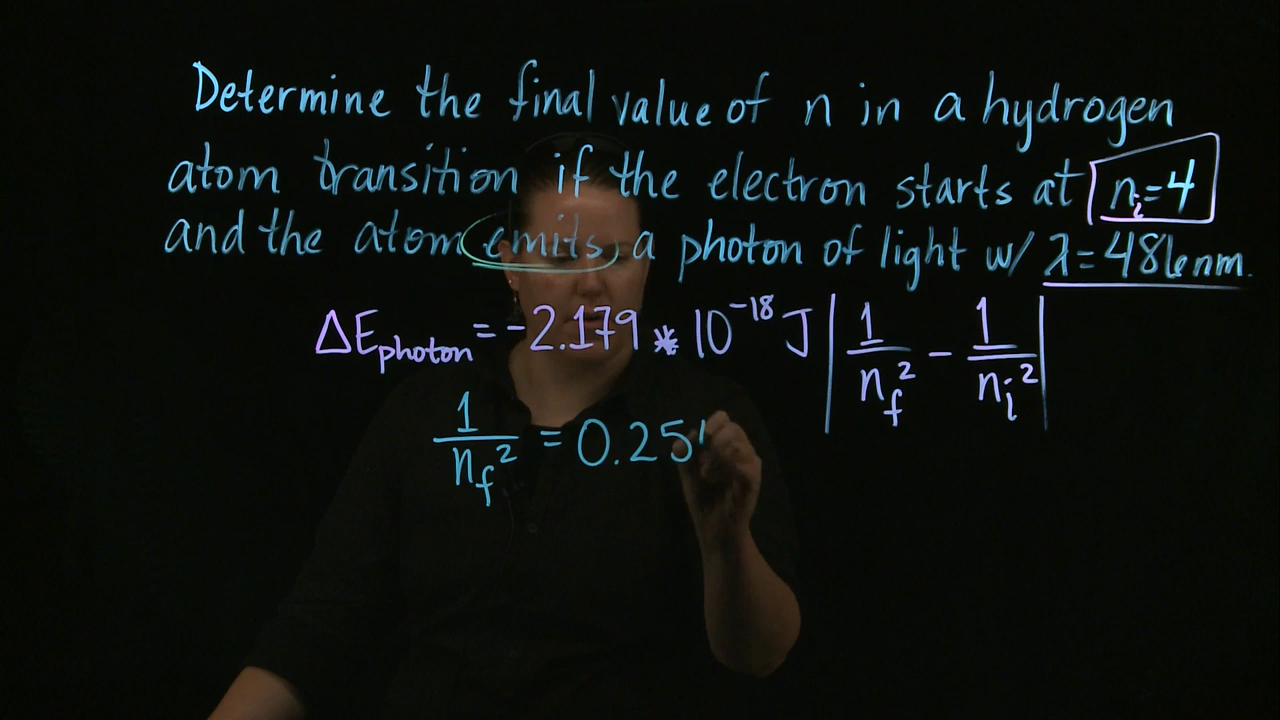 Determine the final value of n in a hydrogen
atom transition if the electron starts at nᵢ=4
and the atom emits a photon of light w/ λ=486nm.
ΔEphoton = -2.179 * 10⁻¹⁸ J | 1/n_f² - 1/nᵢ² |
1/n_f² = 0.25